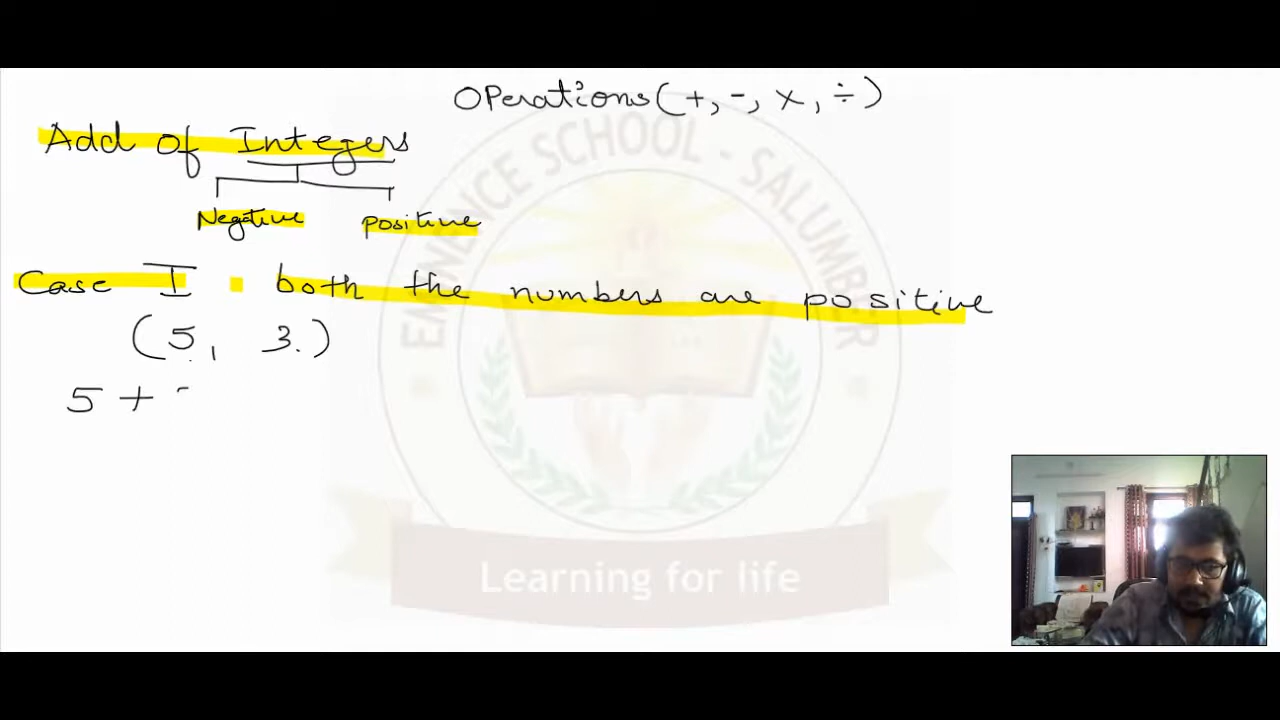 Operations (+, -, ×, ÷)
Add of Integers
Negative positive
Case I : both the numbers are positive
(5, 3.)
5 +
EMINENCE SCHOOL - SALUMBER
Learning for life